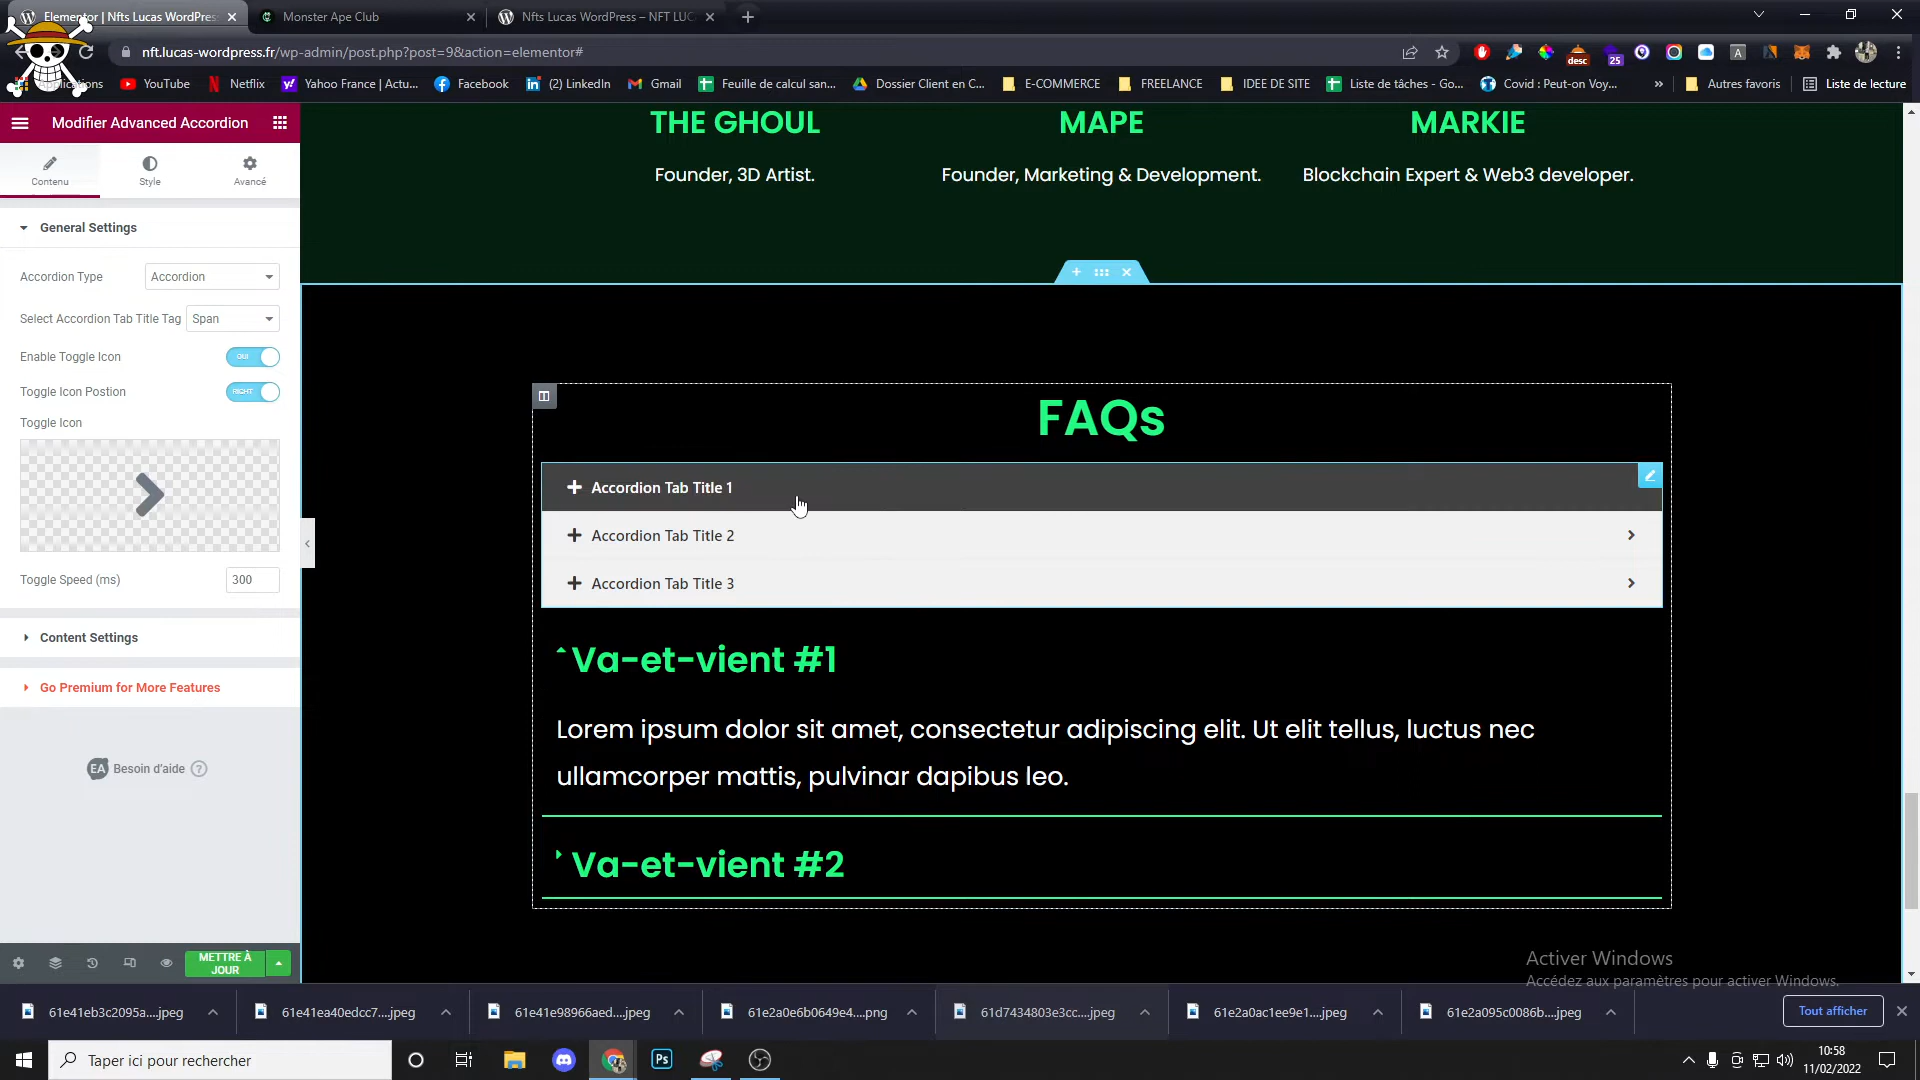 Elementor | Nfts Lucas WordPress
Monster Ape Club
Nfts Lucas WordPress – NFT LUC
nft.lucas-wordpress.fr/wp-admin/post.php?post=9&action=elementor#
desc
25
YouTube
Netflix
Yahoo France | Actu...
Facebook
(2) LinkedIn
Gmail
Feuille de calcul san...
Dossier Client en C...
E-COMMERCE
FREELANCE
IDEE DE SITE
Liste de tâches - Go...
Covid : Peut-on Voy...
»
Autres favoris
Liste de lecture
Modifier Advanced Accordion
Contenu
Style
Avancé
General Settings
Accordion Type
Accordion
Select Accordion Tab Title Tag
Span
Enable Toggle Icon
OUI
Toggle Icon Postion
RIGHT
Toggle Icon
Toggle Speed (ms)
300
Content Settings
Go Premium for More Features
EA
Besoin d'aide
?
METTRE À
JOUR
THE GHOUL
MAPE
MARKIE
Founder, 3D Artist.
Founder, Marketing & Development.
Blockchain Expert & Web3 developer.
FAQs
Accordion Tab Title 1
Accordion Tab Title 2
Accordion Tab Title 3
Va-et-vient #1
Lorem ipsum dolor sit amet, consectetur adipiscing elit. Ut elit tellus, luctus nec
ullamcorper mattis, pulvinar dapibus leo.
Va-et-vient #2
Activer Windows
Accédez aux paramètres pour activer Windows.
61e41eb3c2095a....jpeg
61e41ea40edcc7....jpeg
61e41e98966aed....jpeg
61e2a0e6b0649e4....png
61d7434803e3cc....jpeg
61e2a0ac1ee9e1....jpeg
61e2a095c0086b....jpeg
Tout afficher
Taper ici pour rechercher
Ps
10:58
11/02/2022